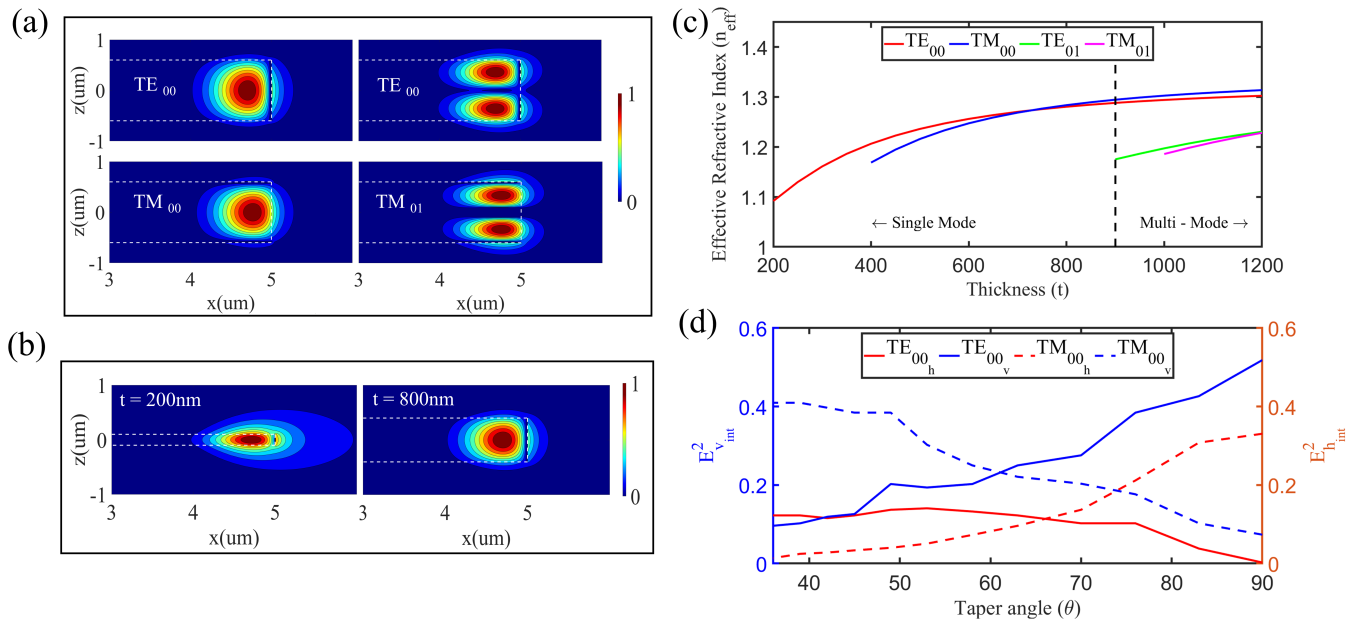 (a)
1
0
-1
z(um)
TE 00
TE 00
1
0
1
0
-1
z(um)
TM 00
TM 01
3 4 5
3 4 5
x(um)
x(um)
(b)
1
0
-1
z(um)
t = 200nm
t = 800nm
1
0
3 4 5
3 4 5
x(um)
x(um)
(c)
TE00 TM00 TE01 TM01
1.4
1.3
1.2
1.1
1
Effective Refractive Index (neff)
← Single Mode
Multi - Mode →
200 400 600 800 1000 1200
Thickness (t)
(d)
TE00h TE00v TM00h TM00v
0.6
0.4
0.2
0
E²vint
0.6
0.4
0.2
0
E²hint
40 50 60 70 80 90
Taper angle (θ)